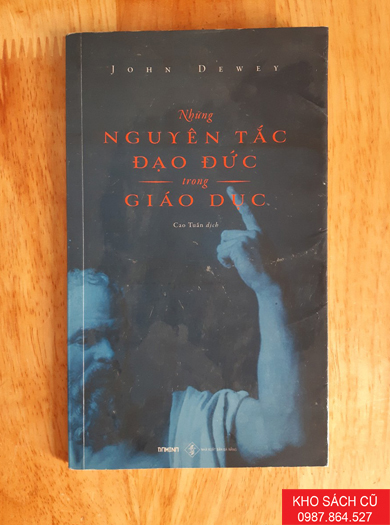 JOHN DEWEY
Những
NGUYÊN TẮC
ĐẠO ĐỨC
trong
GIÁO DỤC
Cao Tuấn dịch
KHO SÁCH CŨ
0987.864.527